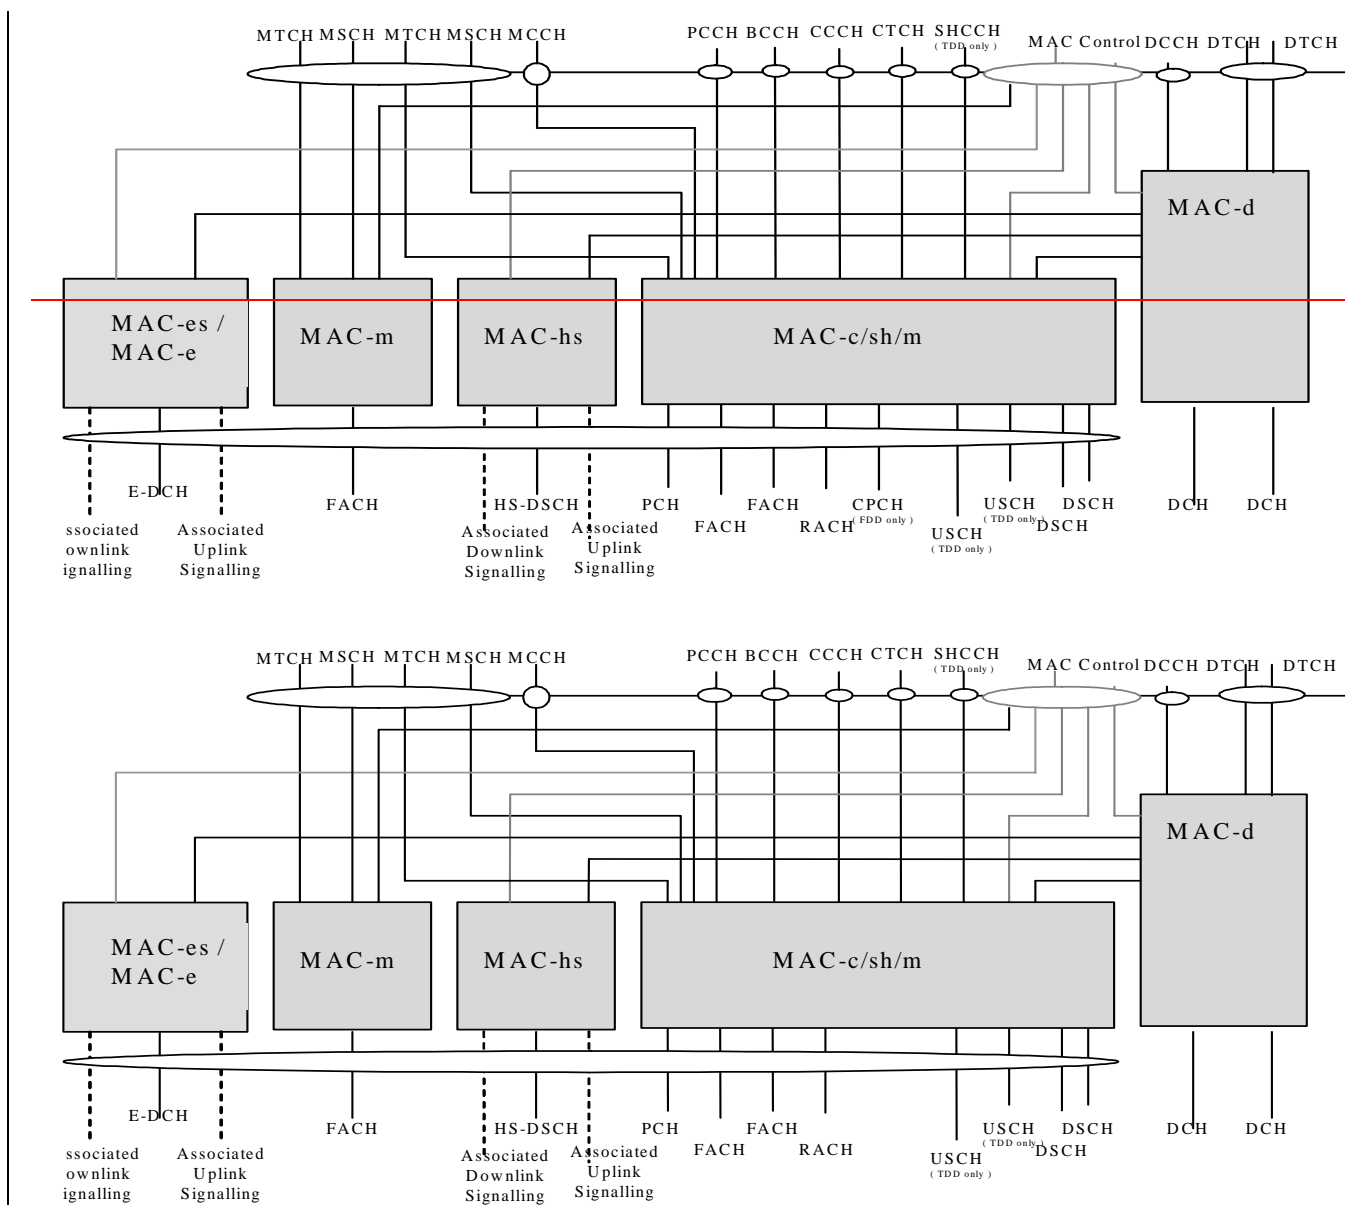 MTCH MSCH MTCH MSCH MCCH PCCH BCCH CCCH CTCH SHCCH MAC Control DCCH DTCH DTCH
( TDD only )
MAC-d
MAC-es /
MAC-e
MAC-m
MAC-hs
MAC-c/sh/m
E-DCH
FACH
HS-DSCH
PCH
FACH
FACH
RACH
CPCH
( FDD only )
USCH
( TDD only )
USCH
( TDD only )
DSCH
DSCH
DCH
DCH
ssociated
ownlink
ignalling
Associated
Uplink
Signalling
Associated
Downlink
Signalling
Associated
Uplink
Signalling
MTCH MSCH MTCH MSCH MCCH PCCH BCCH CCCH CTCH SHCCH MAC Control DCCH DTCH DTCH
( TDD only )
MAC-d
MAC-es /
MAC-e
MAC-m
MAC-hs
MAC-c/sh/m
E-DCH
FACH
HS-DSCH
PCH
FACH
FACH
RACH
USCH
( TDD only )
USCH
( TDD only )
DSCH
DSCH
DCH
DCH
ssociated
ownlink
ignalling
Associated
Uplink
Signalling
Associated
Downlink
Signalling
Associated
Uplink
Signalling